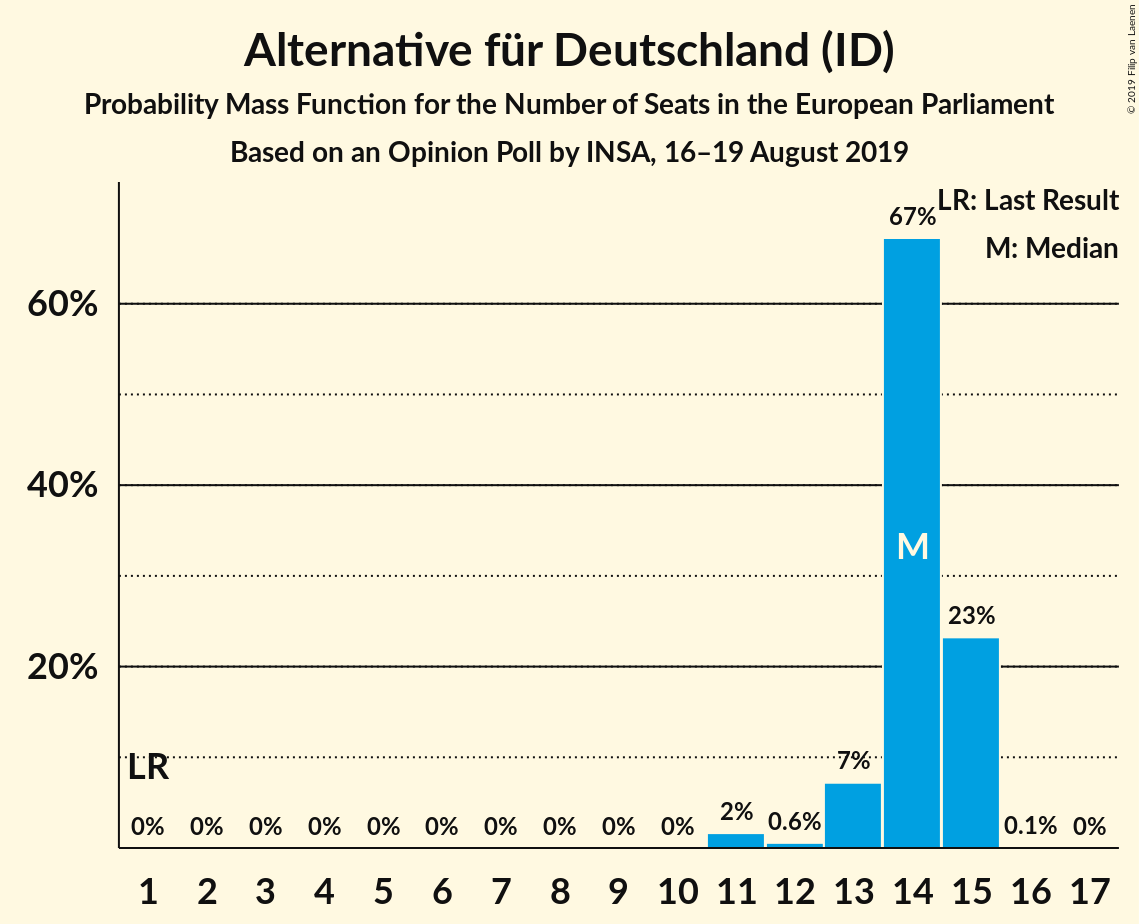 Alternative für Deutschland (ID)
Probability Mass Function for the Number of Seats in the European Parliament
Based on an Opinion Poll by INSA, 16–19 August 2019
© 2019 Filip van Laenen
LR: Last Result
M: Median
67%
60%
40%
M
23%
20%
LR
7%
0% 0% 0% 0% 0% 0% 0% 0% 0% 0% 2% 0.6% 0.1% 0%
1 2 3 4 5 6 7 8 9 10 11 12 13 14 15 16 17